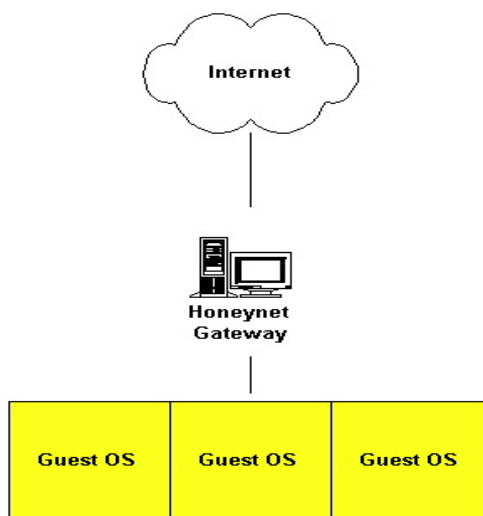 Internet
Honeynet
Gateway
Guest OS
Guest OS
Guest OS